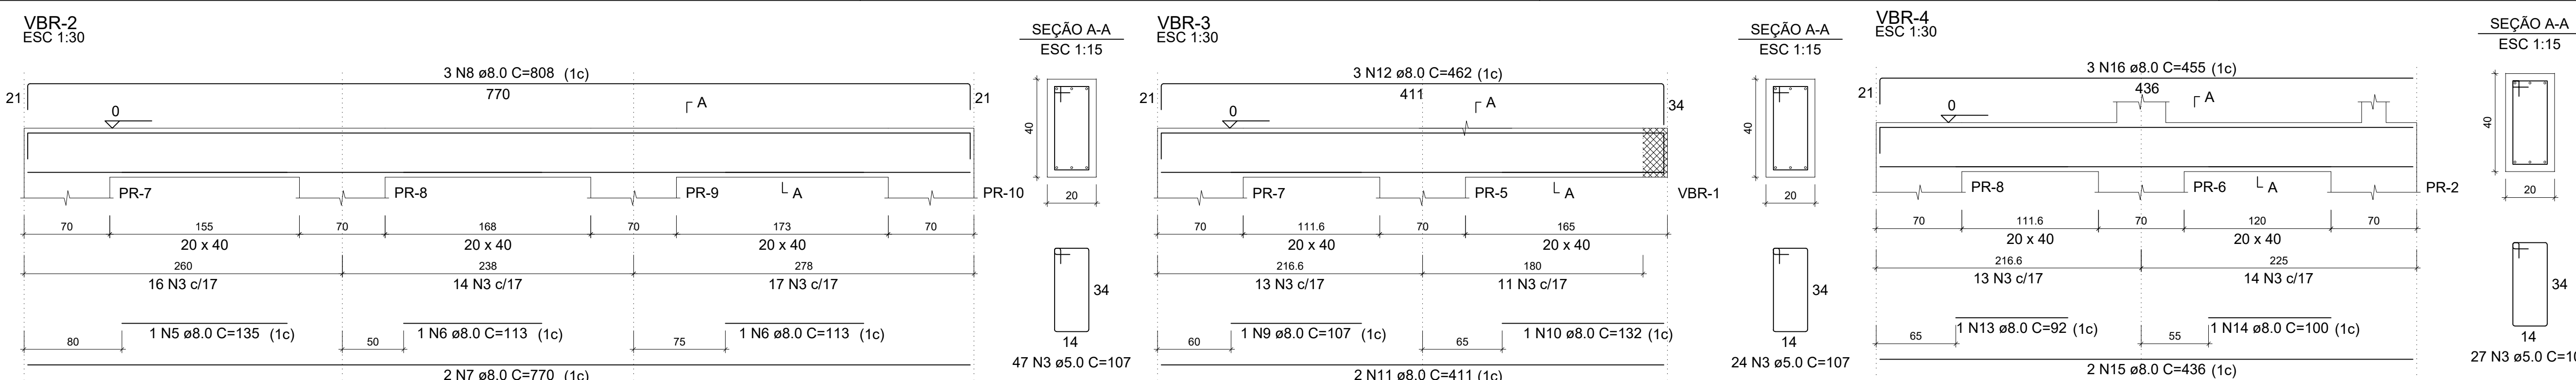 VBR-2
ESC 1:30
3 N8 ø8.0 C=808 (1c)
770
21
21
0
A
PR-7
PR-8
PR-9
A
PR-10
70
155
70
168
70
173
70
20 x 40
20 x 40
20 x 40
260
238
278
16 N3 c/17
14 N3 c/17
17 N3 c/17
1 N5 ø8.0 C=135 (1c)
1 N6 ø8.0 C=113 (1c)
1 N6 ø8.0 C=113 (1c)
80
50
75
2 N7 ø8.0 C=770 (1c)
SEÇÃO A-A
ESC 1:15
40
20
34
14
47 N3 ø5.0 C=107
VBR-3
ESC 1:30
3 N12 ø8.0 C=462 (1c)
411
21
34
0
A
PR-7
PR-5
A
VBR-1
70
111.6
70
165
20 x 40
20 x 40
216.6
180
13 N3 c/17
11 N3 c/17
1 N9 ø8.0 C=107 (1c)
1 N10 ø8.0 C=132 (1c)
60
65
2 N11 ø8.0 C=411 (1c)
SEÇÃO A-A
ESC 1:15
40
20
34
14
24 N3 ø5.0 C=107
VBR-4
ESC 1:30
3 N16 ø8.0 C=455 (1c)
436
21
0
A
PR-8
PR-6
A
PR-2
70
111.6
70
120
70
20 x 40
20 x 40
216.6
225
13 N3 c/17
14 N3 c/17
1 N13 ø8.0 C=92 (1c)
1 N14 ø8.0 C=100 (1c)
65
55
2 N15 ø8.0 C=436 (1c)
SEÇÃO A-A
ESC 1:15
40
20
34
14
27 N3 ø5.0